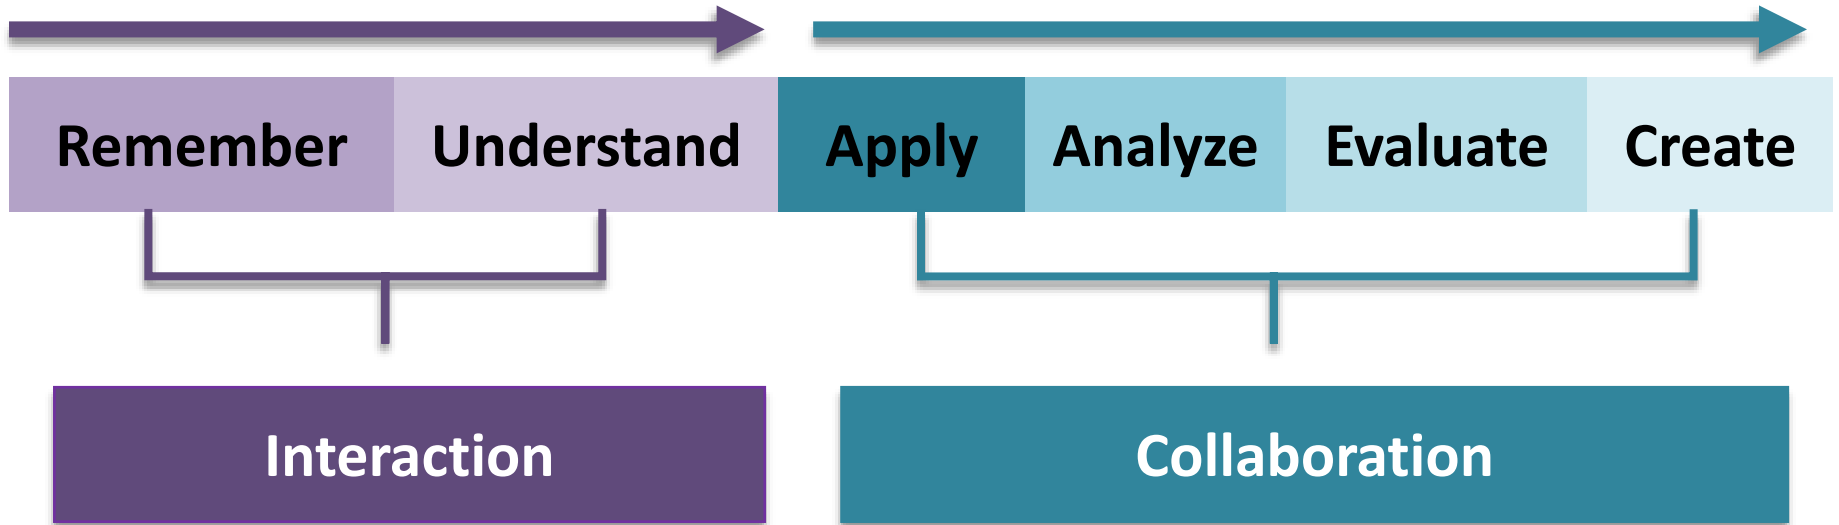 Remember Understand Apply Analyze Evaluate Create
Interaction Collaboration